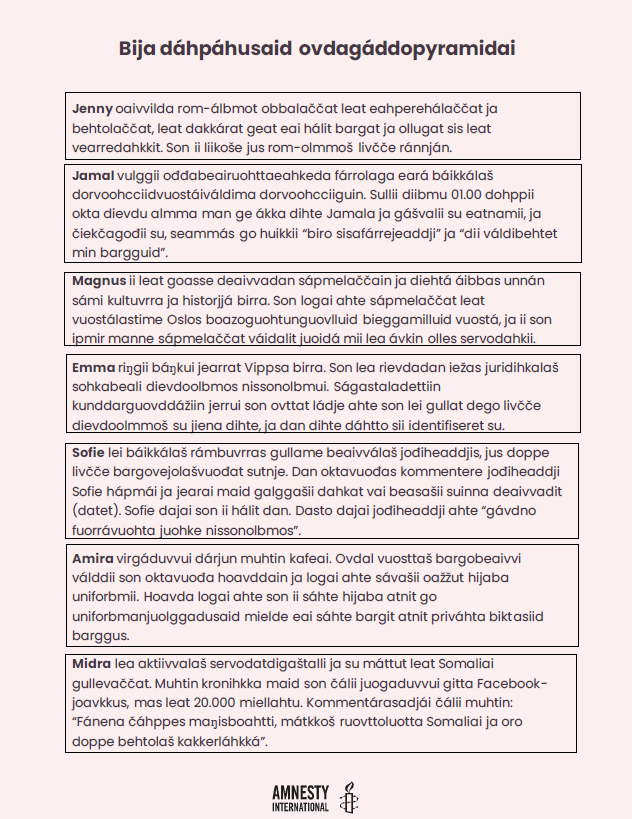 Bija dáhpáhusaid ovdagáddopyramidai
Jenny oaivvilda rom-álbmot obbalaččat leat eahperehálaččat ja
behtolaččat, leat dakkárat geat eai hálit bargat ja ollugat sis leat
vearredahkkit. Son ii liikoše jus rom-olmmoš livčče ránnján.
Jamal vulggii ođđabeairuohttaeahkeda fárrolaga eará báikkálaš
dorvoohcciidvuostáiváldima dorvoohcciiguin. Sullii diibmu 01.00 dohppii
okta dievdu almma man ge ákka dihte Jamala ja gášvalii su eatnamii, ja
čiekčagođii su, seammás go huikkii “biro sisafárrejeaddji” ja “dii váldibehtet
min bargguid”.
Magnus ii leat goasse deaivvadan sápmelaččain ja diehtá áibbas unnán
sámi kultuvrra ja historjjá birra. Son logai ahte sápmelaččat leat
vuostálastime Oslos boazoguohtunguovlluid bieggamilluid vuostá, ja ii son
ipmir manne sápmelaččat váidalit juoidá mii lea ávkin olles servodahkii.
Emma riŋgii báŋkui jearrat Vippsa birra. Son lea rievdadan iežas juridihkalaš
sohkabeali dievdoolbmos nissonolbmui. Ságastaladettiin
kunddarguovddážiin jerrui son ovttat ládje ahte son lei gullat dego livčče
dievdoolmmoš su jiena dihte, ja dan dihte dáhtto sii identifiseret su.
Sofie lei báikkálaš rámbuvrras gullame beaivválaš jođiheaddjis, jus doppe
livčče bargovejolašvuođat sutnje. Dan oktavuođas kommentere jođiheaddji
Sofie hápmái ja jearai maid galggašii dahkat vai beasašii suinna deaivvadit
(datet). Sofie dajai son ii hálit dan. Dasto dajai jođiheaddji ahte “gávdno
fuorrávuohta juohke nissonolbmos”.
Amira virgáduvvui dárjun muhtin kafeai. Ovdal vuosttaš bargobeaivvi
válddii son oktavuođa hoavddain ja logai ahte sávašii oažžut hijaba
uniforbmii. Hoavda logai ahte son ii sáhte hijaba atnit go
uniforbmanjuolggadusaid mielde eai sáhte bargit atnit priváhta biktasiid
barggus.
Midra lea aktiivvalaš servodatdigaštalli ja su máttut leat Somaliai
gullevaččat. Muhtin kronihkka maid son čálii juogaduvvui gitta Facebook-
joavkkus, mas leat 20.000 miellahtu. Kommentárasadjái čálii muhtin:
“Fánena čáhppes maŋisboahtti, mátkkoš ruovttoluotta Somaliai ja oro
doppe behtolaš kakkerláhkká”.
AMNESTY
INTERNATIONAL